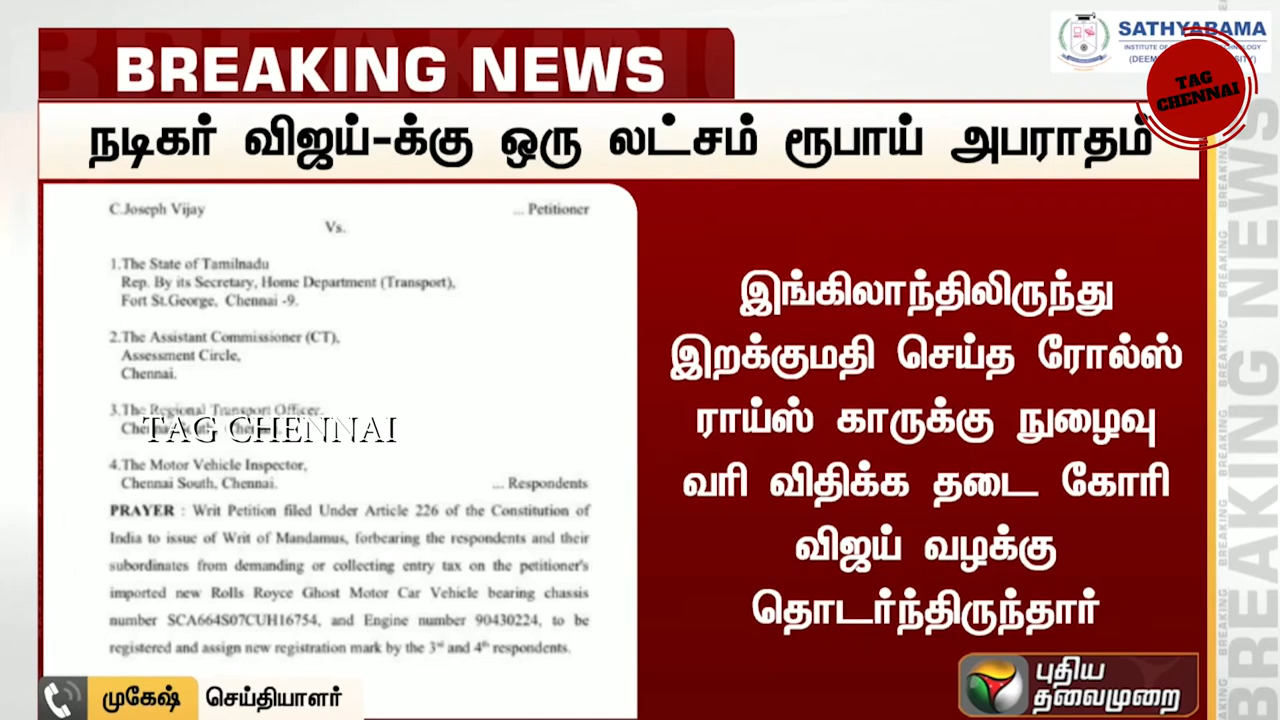 BREAKING NEWS
SATHYABAMA
TAG
CHENNAI
நடிகர் விஜய்-க்கு ஒரு லட்சம் ரூபாய் அபராதம்
C.Joseph Vijay ... Petitioner
Vs.
1.The State of Tamilnadu
Rep. By its Secretary, Home Department (Transport),
Fort St.George, Chennai -9.
2.The Assistant Commissioner (CT),
Assessment Circle,
Chennai.
3.The Regional Transport Officer,
TAG CHENNAI
4.The Motor Vehicle Inspector,
Chennai South, Chennai. ... Respondents
PRAYER : Writ Petition filed Under Article 226 of the Constitution of
India to issue of Writ of Mandamus, forbearing the respondents and their
subordinates from demanding or collecting entry tax on the petitioner's
imported new Rolls Royce Ghost Motor Car Vehicle bearing chassis
number SCA664S07CUH16754, and Engine number 90430224, to be
registered and assign new registration mark by the 3rd and 4th respondents.
இங்கிலாந்திலிருந்து
இறக்குமதி செய்த ரோல்ஸ்
ராய்ஸ் காருக்கு நுழைவு
வரி விதிக்க தடை கோரி
விஜய் வழக்கு
தொடர்ந்திருந்தார்
முகேஷ் செய்தியாளர்
புதிய
தலைமுறை
BREAKING NEWS